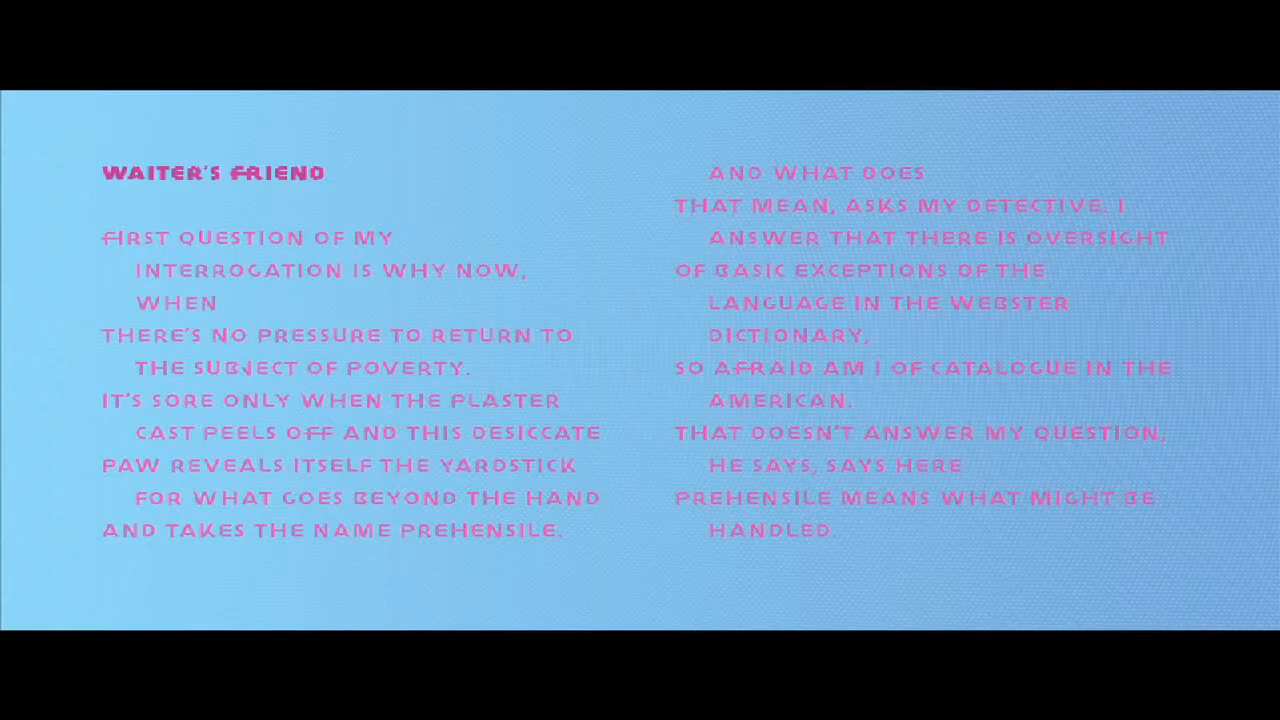 WAITER'S FRIEND
FIRST QUESTION OF MY
INTERROGATION IS WHY NOW,
WHEN
THERE'S NO PRESSURE TO RETURN TO
THE SUBJECT OF POVERTY.
IT'S SORE ONLY WHEN THE PLASTER
CAST PEELS OFF AND THIS DESICCATE
PAW REVEALS ITSELF THE YARDSTICK
FOR WHAT GOES BEYOND THE HAND
AND TAKES THE NAME PREHENSILE.
AND WHAT DOES
THAT MEAN, ASKS MY DETECTIVE. I
ANSWER THAT THERE IS OVERSIGHT
OF BASIC EXCEPTIONS OF THE
LANGUAGE IN THE WEBSTER
DICTIONARY,
SO AFRAID AM I OF CATALOGUE IN THE
AMERICAN.
THAT DOESN'T ANSWER MY QUESTION,
HE SAYS, SAYS HERE
PREHENSILE MEANS WHAT MIGHT BE
HANDLED